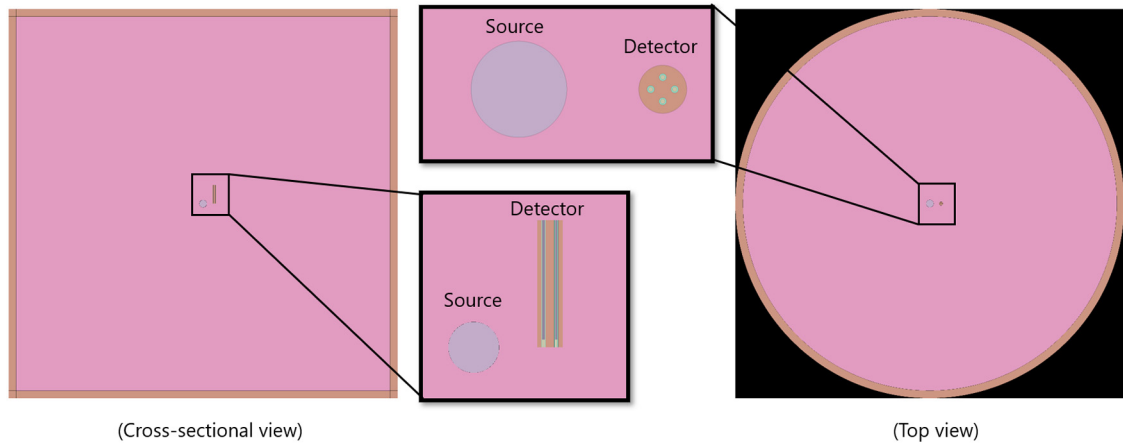 Source
Detector
Detector
Source
(Cross-sectional view)
(Top view)